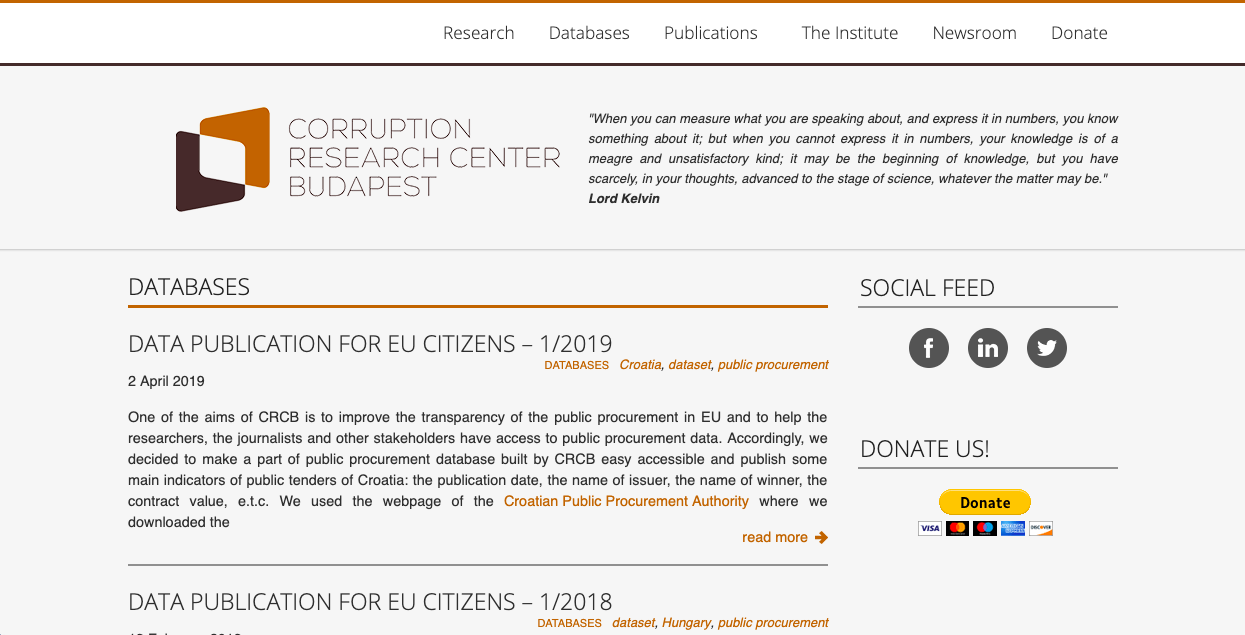 Research Databases Publications The Institute Newsroom Donate
CORRUPTION
RESEARCH CENTER
BUDAPEST
"When you can measure what you are speaking about, and express it in numbers, you know
something about it; but when you cannot express it in numbers, your knowledge is of a
meagre and unsatisfactory kind; it may be the beginning of knowledge, but you have
scarcely, in your thoughts, advanced to the stage of science, whatever the matter may be."
Lord Kelvin
DATABASES
DATA PUBLICATION FOR EU CITIZENS – 1/2019
DATABASES Croatia, dataset, public procurement
2 April 2019
One of the aims of CRCB is to improve the transparency of the public procurement in EU and to help the
researchers, the journalists and other stakeholders have access to public procurement data. Accordingly, we
decided to make a part of public procurement database built by CRCB easy accessible and publish some
main indicators of public tenders of Croatia: the publication date, the name of issuer, the name of winner, the
contract value, e.t.c. We used the webpage of the Croatian Public Procurement Authority where we
downloaded the
read more
DATA PUBLICATION FOR EU CITIZENS – 1/2018
DATABASES dataset, Hungary, public procurement
SOCIAL FEED
DONATE US!
Donate
VISA
DISCOVER